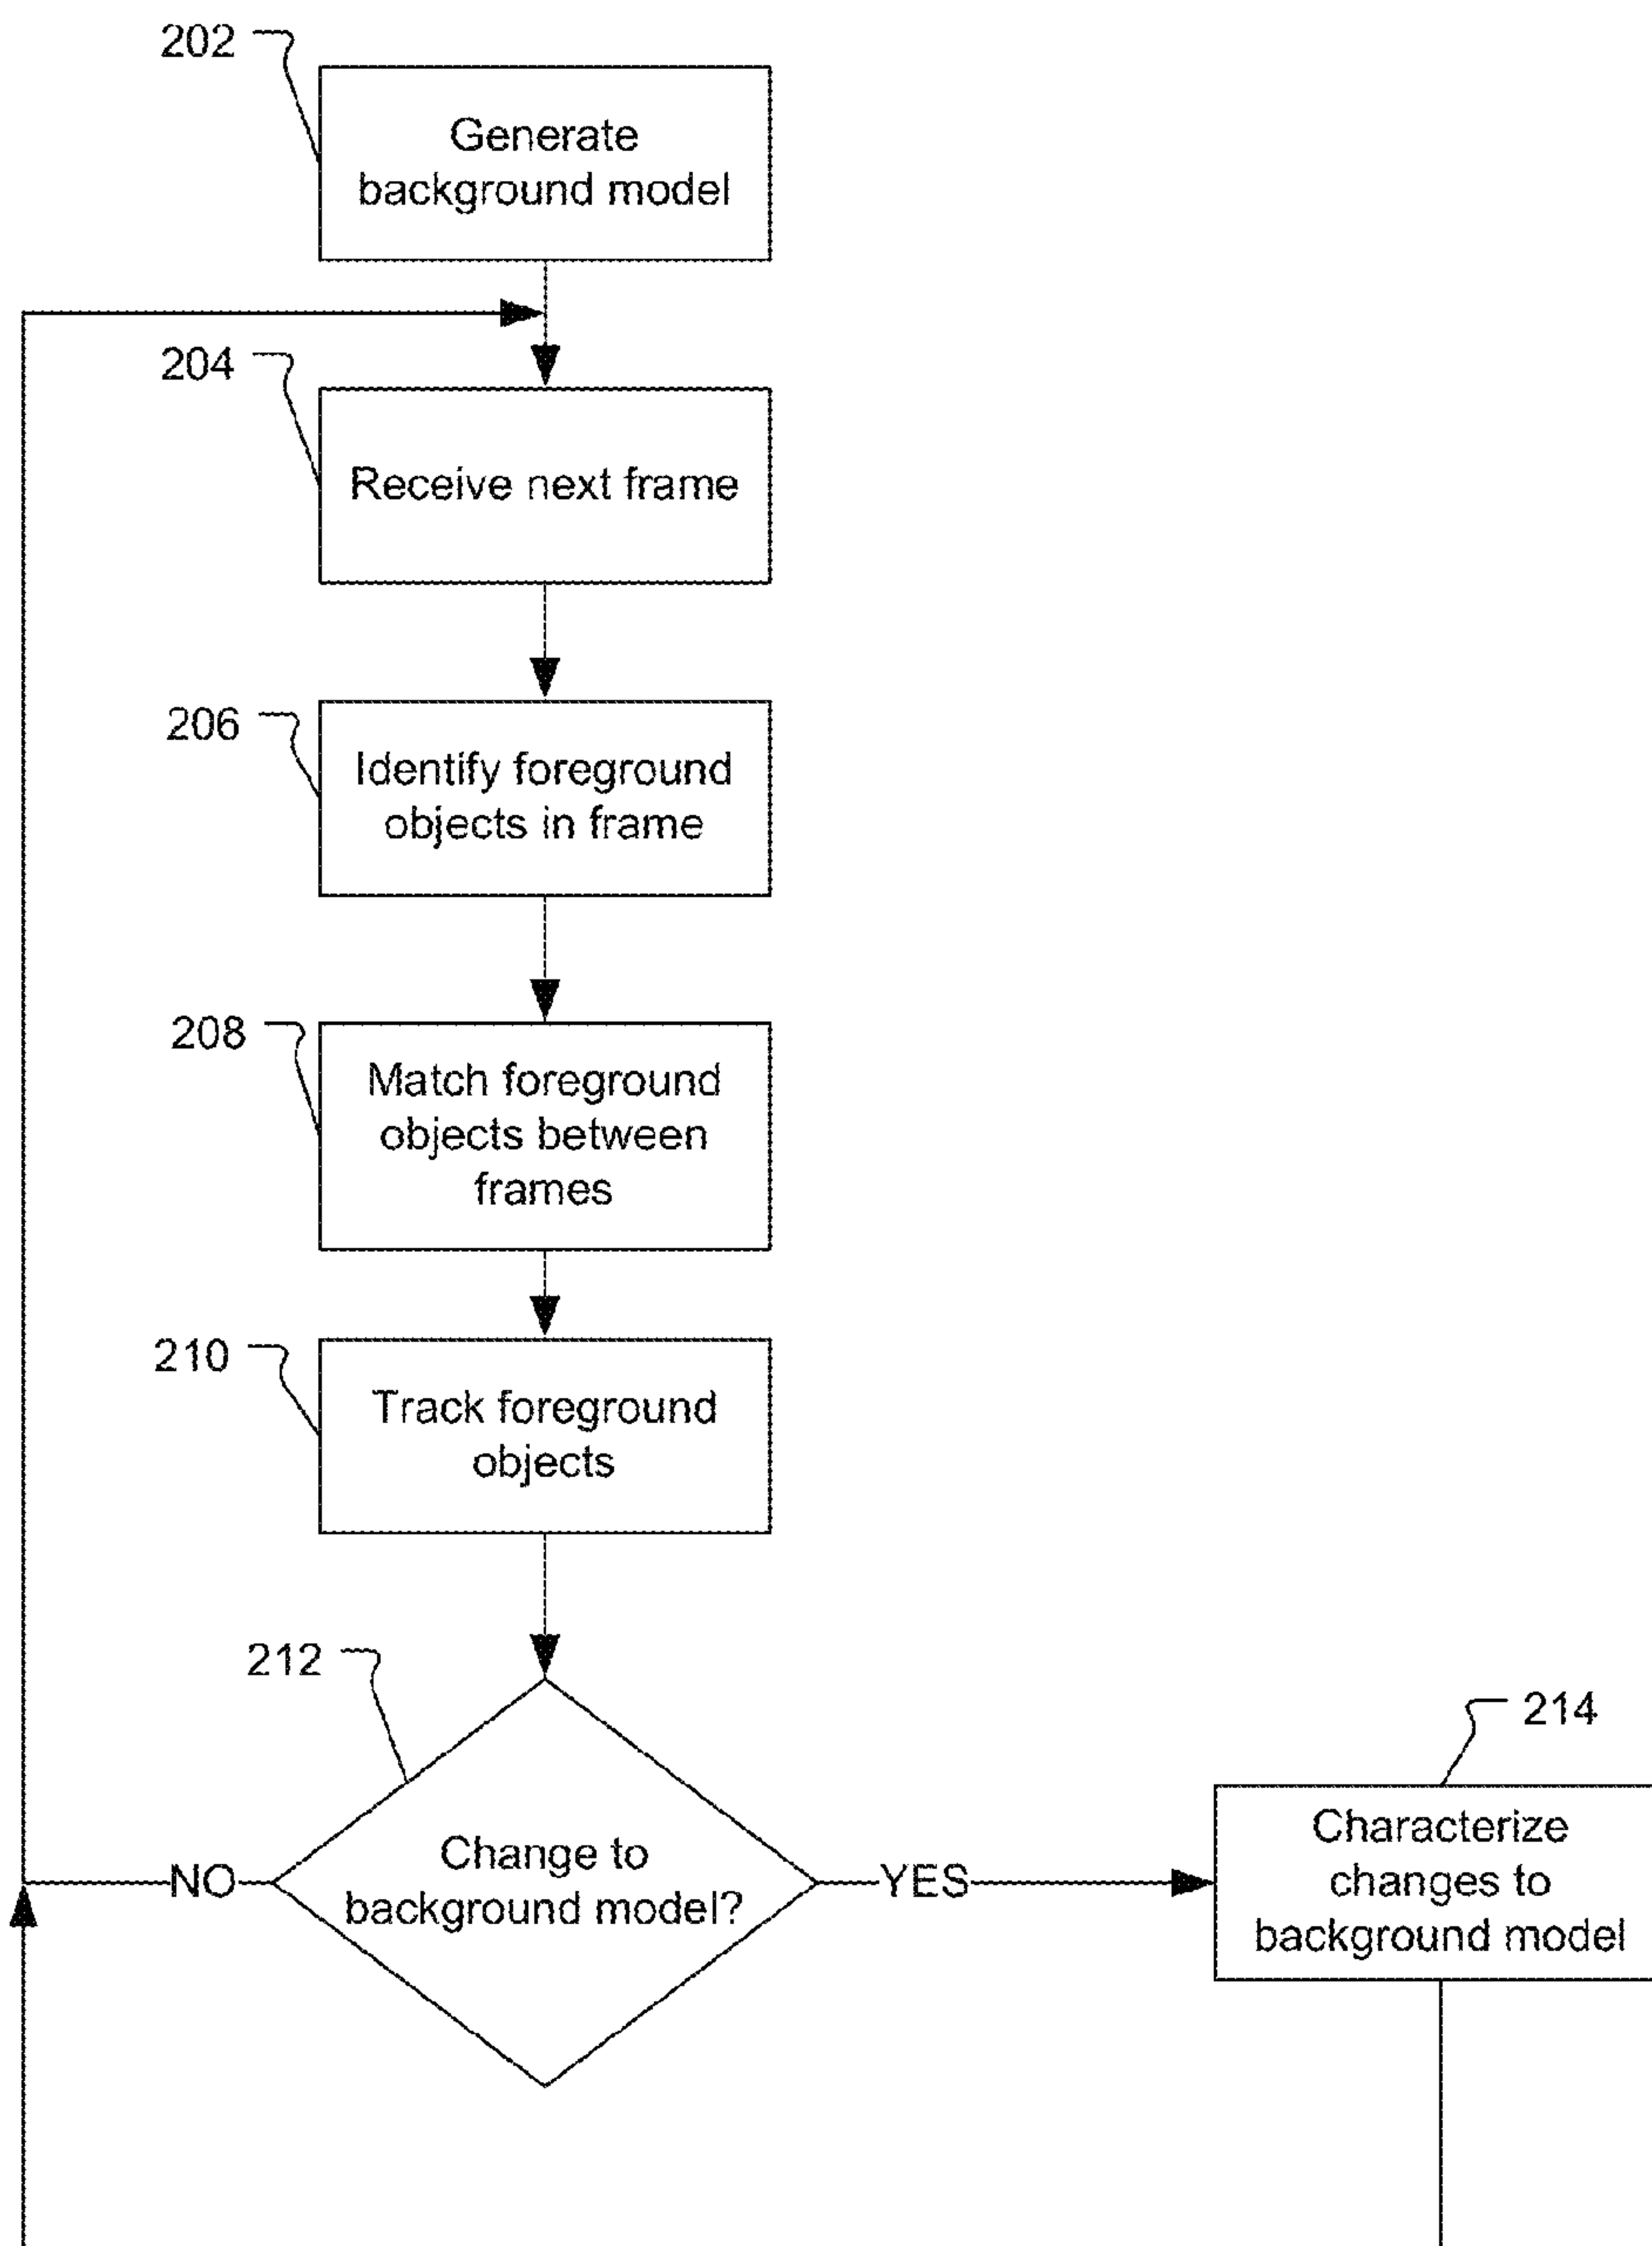 202
Generate
background model
204
Receive next frame
206
Identify foreground
objects in frame
208
Match foreground
objects between
frames
210
Track foreground
objects
212
Change to
background model?
NO
YES
214
Characterize
changes to
background model